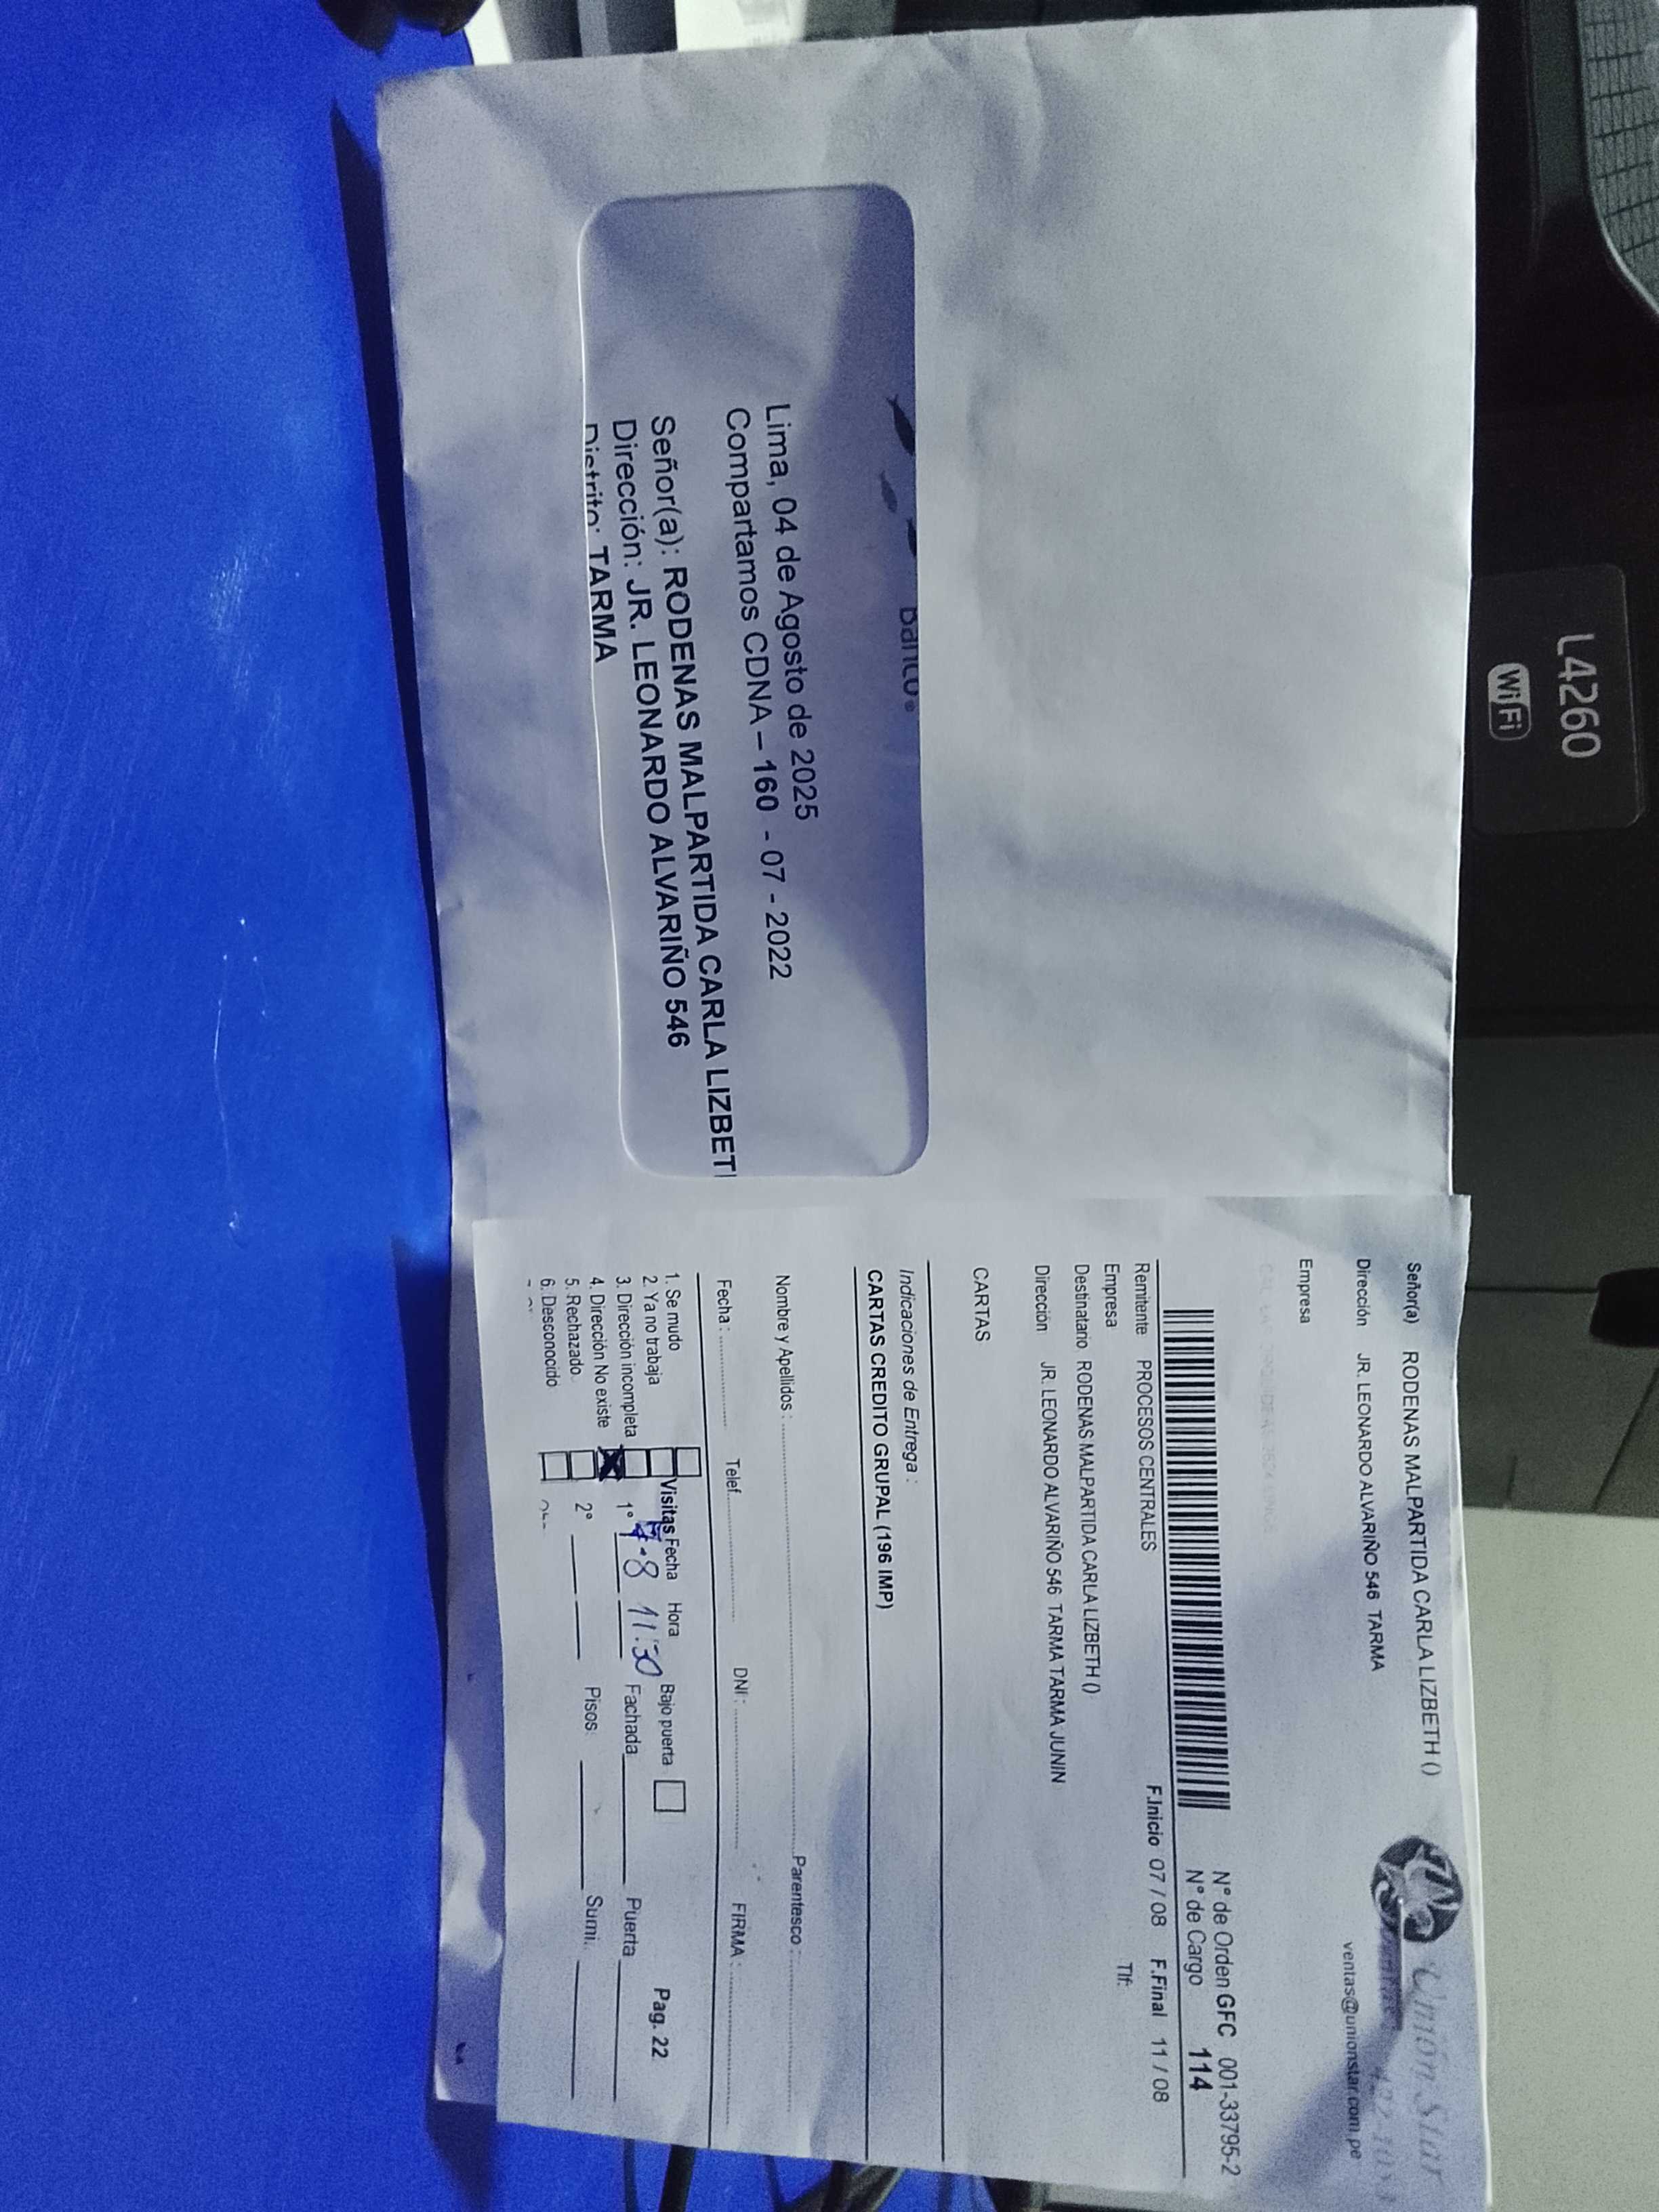 L4260
WiFi
Banco®
Lima, 04 de Agosto de 2025
Compartamos CDNA – 160 - 07 - 2022
Señor(a): RODENAS MALPARTIDA CARLA LIZBET
Dirección: JR. LEONARDO ALVARIÑO 546
Distrito: TARMA
Unión Star
ventas@unionstar.com.pe
Señor(a) RODENAS MALPARTIDA CARLA LIZBETH ()
Dirección JR. LEONARDO ALVARIÑO 546 TARMA
Empresa
N° de Orden GFC 001-33795-2
N° de Cargo 114
Remitente PROCESOS CENTRALES F.Inicio 07 / 08 F.Final 11 / 08
Empresa Tlf:
Destinatario RODENAS MALPARTIDA CARLA LIZBETH ()
Dirección JR. LEONARDO ALVARIÑO 546 TARMA TARMA JUNIN
CARTAS
Indicaciones de Entrega :
CARTAS CREDITO GRUPAL (196 IMP)
Nombre y Apellidos : Parentesco :
Fecha : Telef. DNI : FIRMA :
1. Se mudo Visitas Fecha Hora Bajo puerta Pag. 22
2. Ya no trabaja
3. Dirección incompleta 1° 7-8 11:30 Fachada Puerta
4. Dirección No existe
5. Rechazado 2° Pisos: Sumi.
6. Desconocido